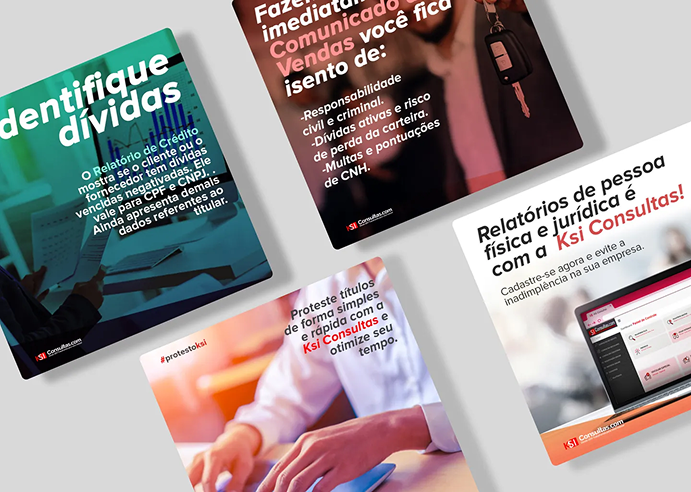 dentifique
dívidas
O Relatório de Crédito
mostra se o cliente ou o
fornecedor tem dívidas
vencidas negativadas. Ele
vale para CPF e CNPJ. .
Ainda apresenta demais
dados referentes ao
titular.
KSI Consultas.com
imediata
Comunicado
Vendas você fica
isento de:
-Responsabilidade
civil e criminal.
-Dívidas ativas e risco
de perda da carteira.
-Multas e pontuações
de CNH.
KSI Consultas.com
#protestoksi
Proteste títulos
de forma simples
e rápida com a
Ksi Consultas e
otimize seu
tempo.
Relatórios de pessoa
física e jurídica é
com a Ksi Consultas!
Cadastre-se agora e evite a
inadimplência na sua empresa.
KSI Consultas.com